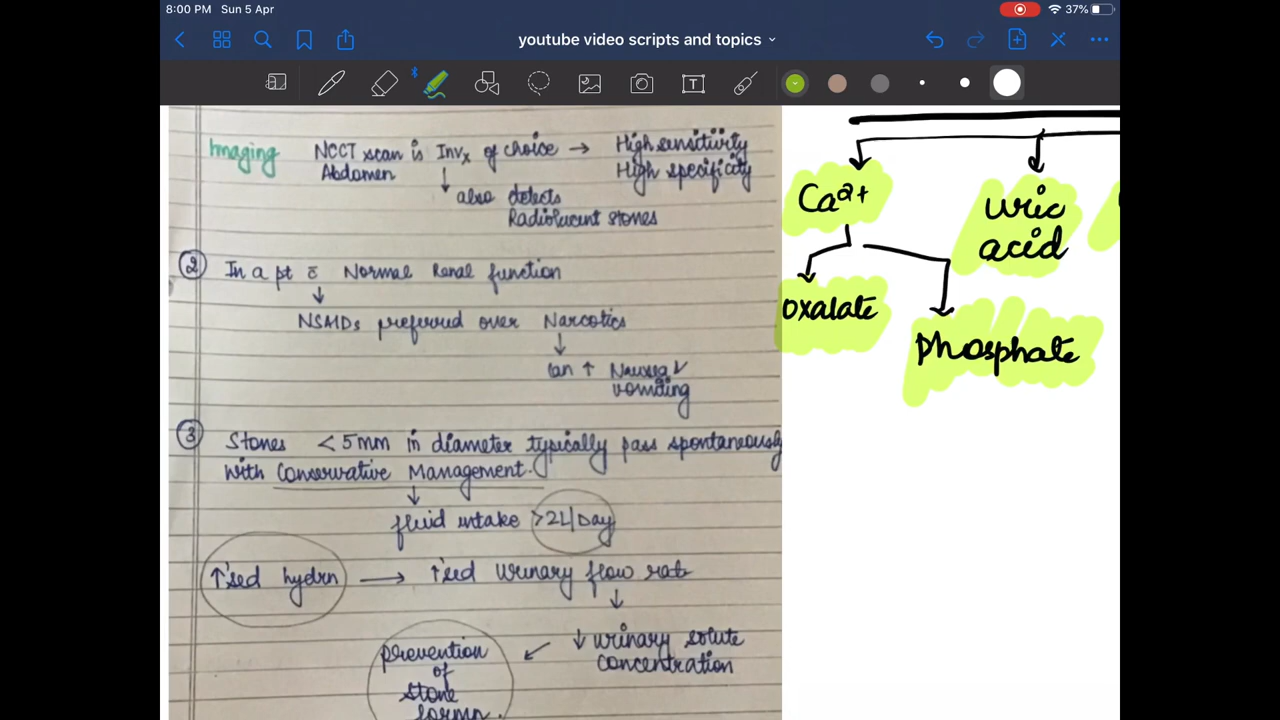 8:00 PM Sun 5 Apr
37%
youtube video scripts and topics
Imaging NCCT scan is Invx of choice → High sensitivity
Abdomen High specificity
↓ also detects
Radiolucent stones
② In a pt c̄ Normal Renal function
↓
NSAIDs preferred over Narcotics
↓
can ↑ Nausea &
vomiting
③ Stones <5mm in diameter typically pass spontaneously
with Conservative Management.
↓
fluid intake >2L/Day
↑'sed hydrn → ↑'sed Urinary flow rate
↓
↓ urinary solute
concentration
prevention
of
stone
formn.
Ca2+
uric
acid
oxalate
phosphate